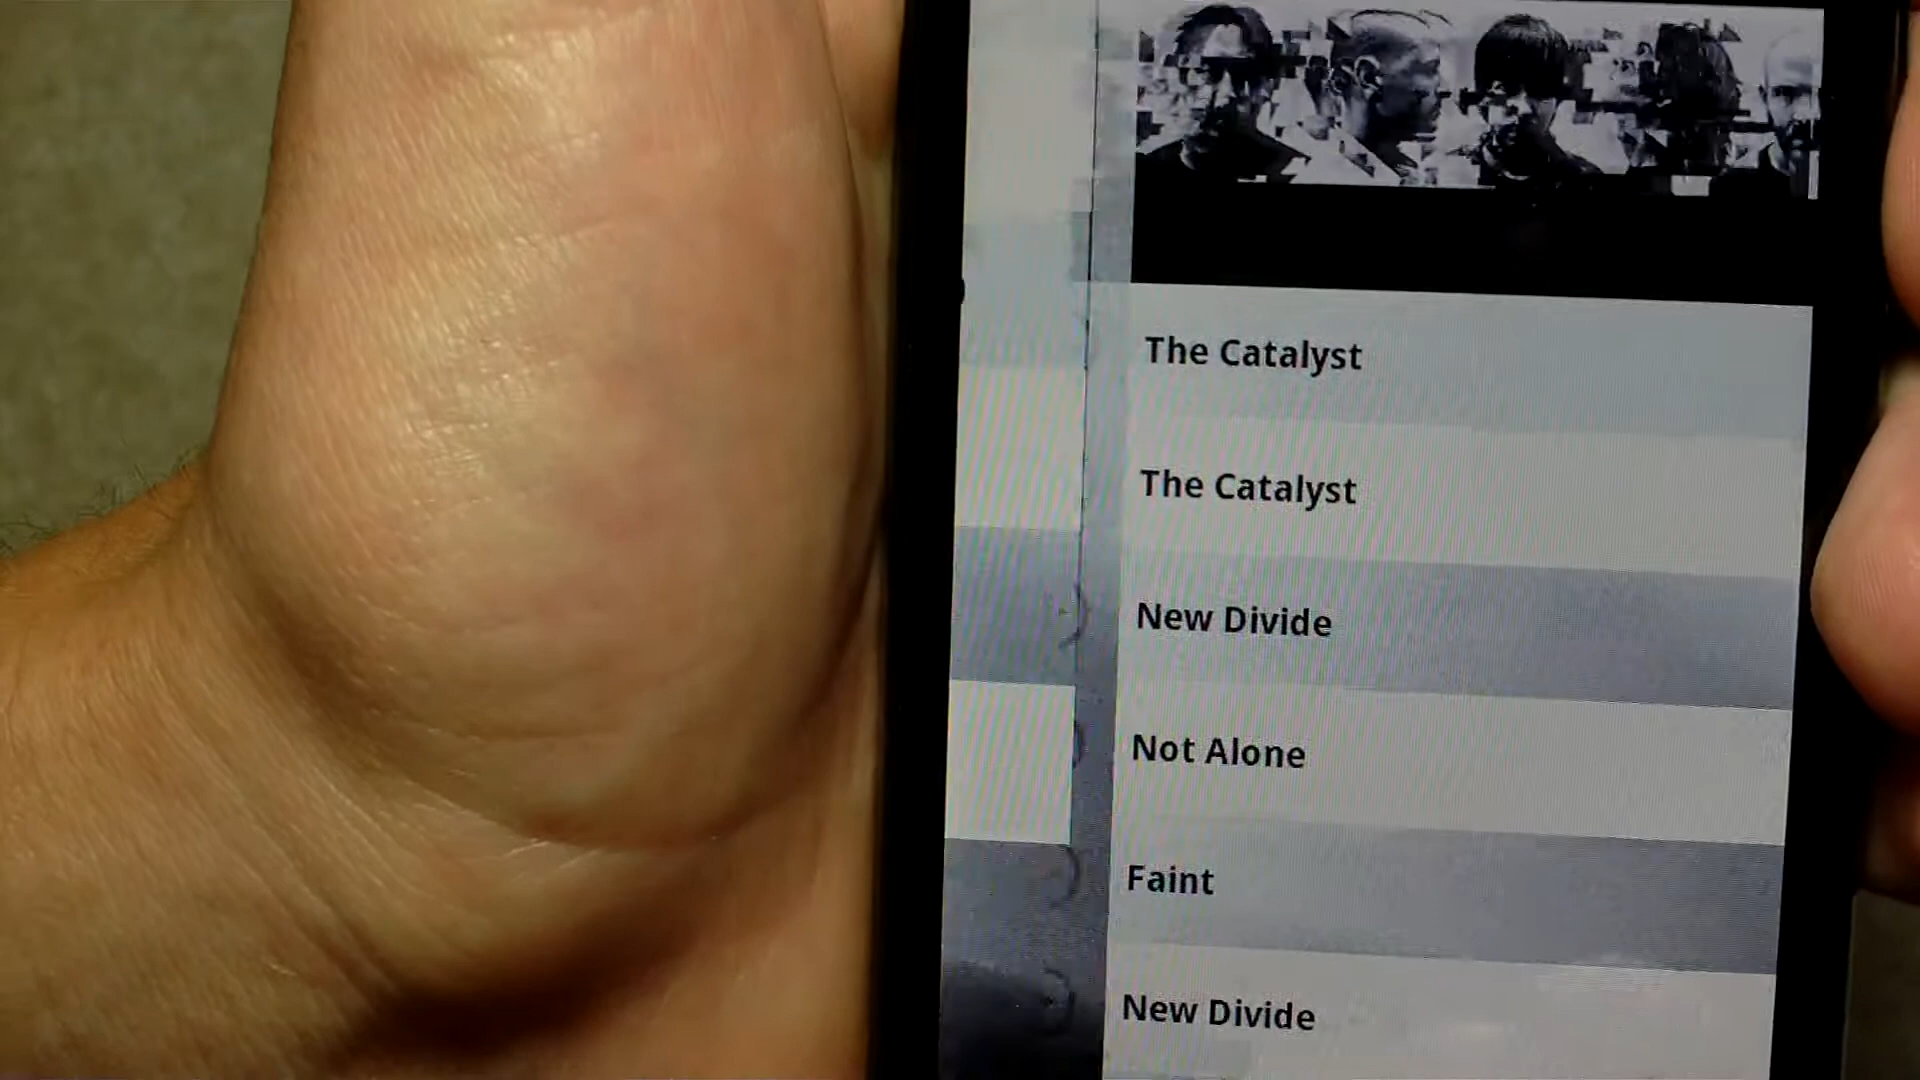 The Catalyst
The Catalyst
New Divide
Not Alone
Faint
New Divide